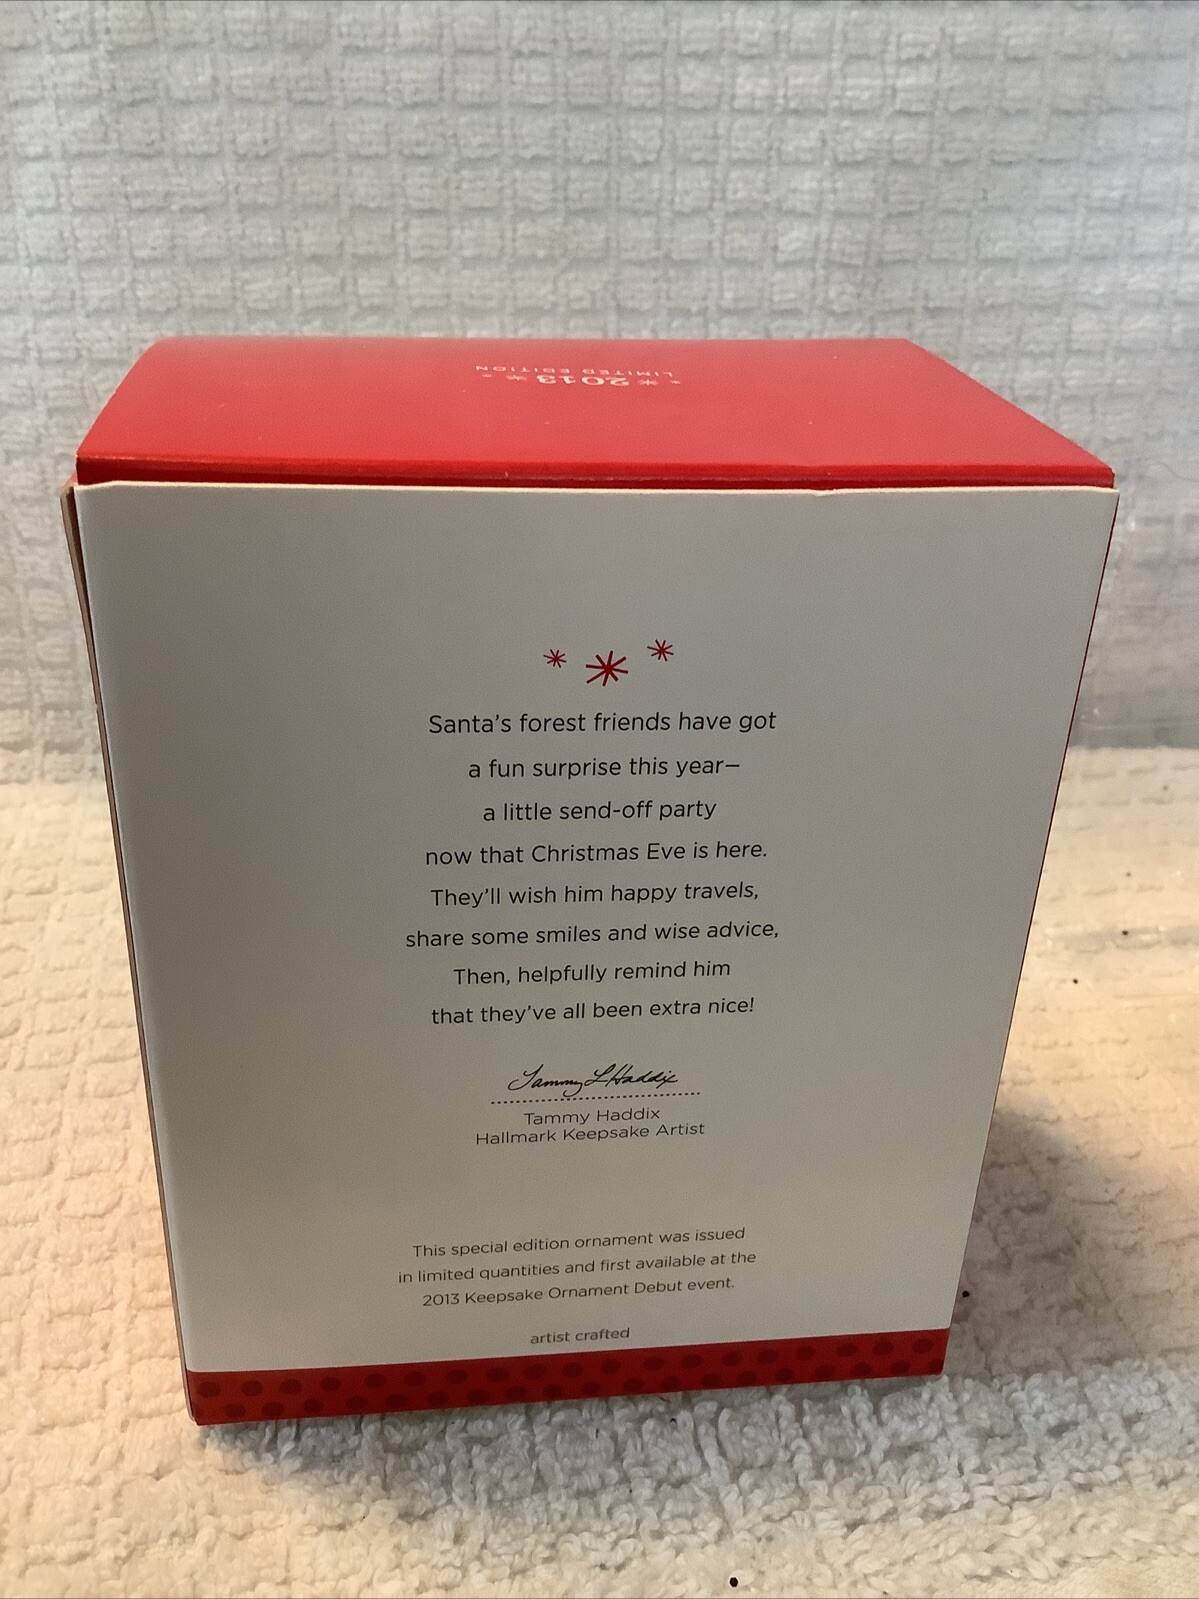 2013
LIMITED EDITION
Santa's forest friends have got
a fun surprise this year—
a little send-off party
now that Christmas Eve is here.
They'll wish him happy travels,
share some smiles and wise advice,
Then, helpfully remind him
that they've all been extra nice!
Tammy L Haddix
Tammy Haddix
Hallmark Keepsake Artist
This special edition ornament was issued
in limited quantities and first available at the
2013 Keepsake Ornament Debut event.
artist crafted